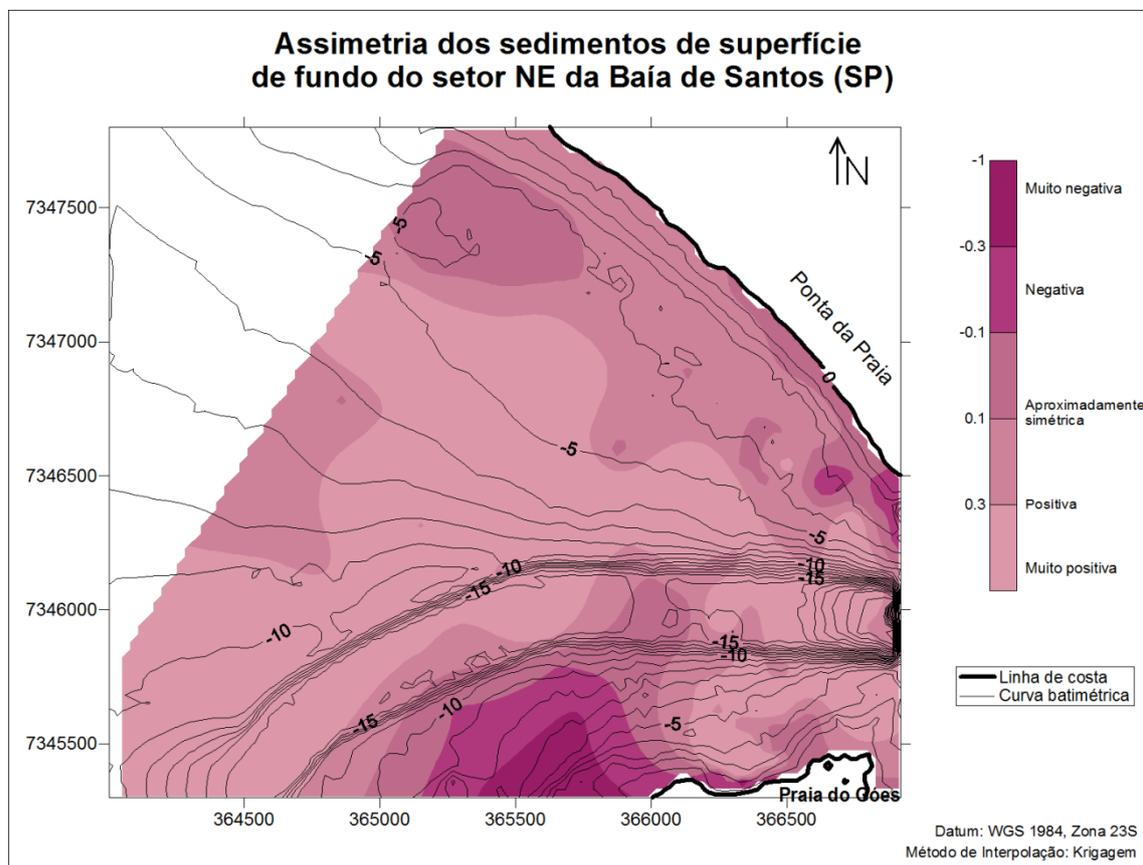 Assimetria dos sedimentos de superfície
de fundo do setor NE da Baía de Santos (SP)
N
7347500
7347000
7346500
7346000
7345500
364500
365000
365500
366000
366500
-5
-5
-5
-5
-10
-15
-10
-15
-10
-15
-10
-15
-10
-5
0
Ponta da Praia
Praia do Góes
-1
Muito negativa
-0.3
Negativa
-0.1
Aproximadamente
simétrica
0.1
Positiva
0.3
Muito positiva
Linha de costa
Curva batimétrica
Datum: WGS 1984, Zona 23S
Método de Interpolação: Krigagem